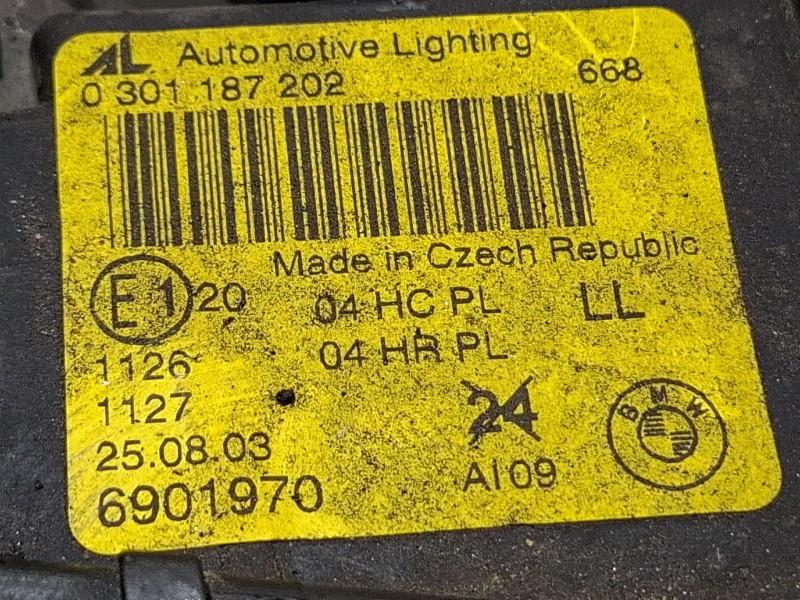 AL Automotive Lighting
0 301 187 202 668
Made in Czech Republic
E1 20 04 HC PL LL
1126 04 HR PL
1127 24
25.08.03 AI09
6901970
BMW